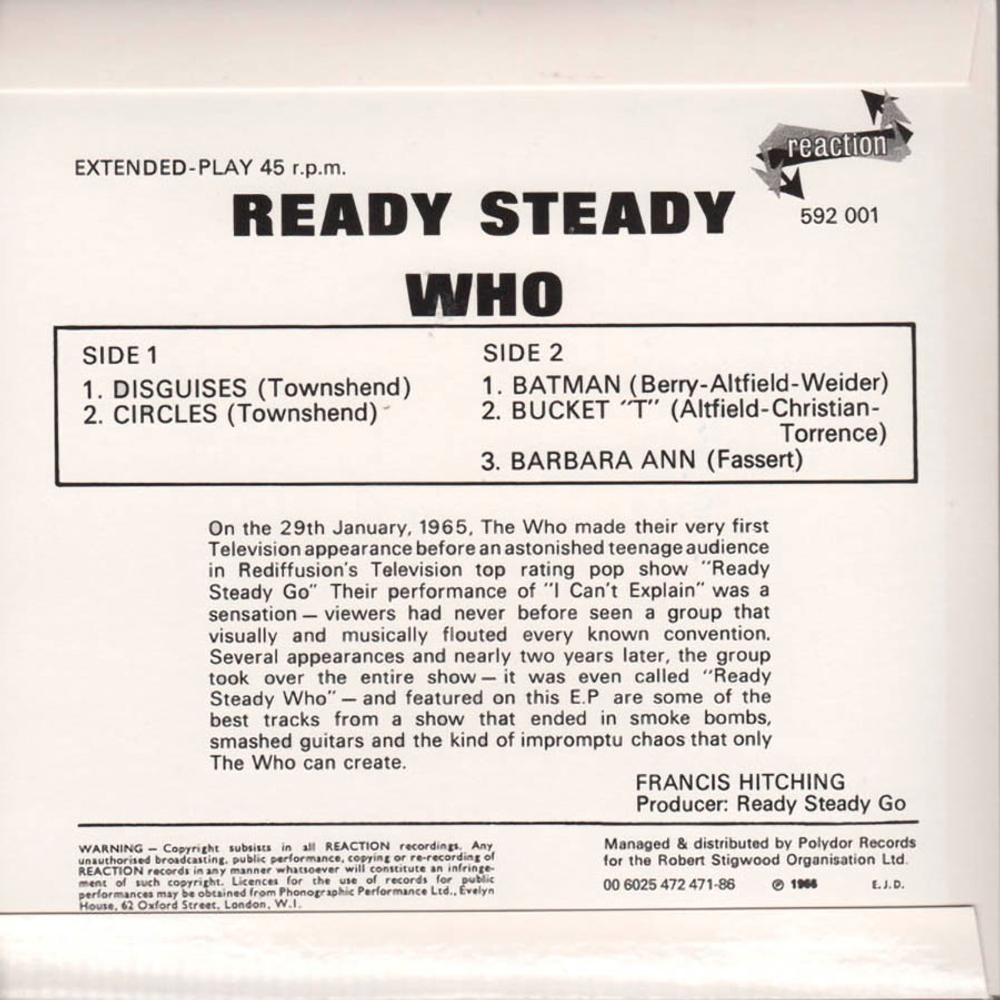 reaction
EXTENDED-PLAY 45 r.p.m.
592 001
READY STEADY
WHO
SIDE 1
1. DISGUISES (Townshend)
2. CIRCLES (Townshend)
SIDE 2
1. BATMAN (Berry-Altfield-Weider)
2. BUCKET "T" (Altfield-Christian-
Torrence)
3. BARBARA ANN (Fassert)
On the 29th January, 1965, The Who made their very first
Television appearance before an astonished teenage audience
in Rediffusion's Television top rating pop show "Ready
Steady Go" Their performance of "I Can't Explain" was a
sensation — viewers had never before seen a group that
visually and musically flouted every known convention.
Several appearances and nearly two years later, the group
took over the entire show — it was even called "Ready
Steady Who" — and featured on this E.P are some of the
best tracks from a show that ended in smoke bombs,
smashed guitars and the kind of impromptu chaos that only
The Who can create.
FRANCIS HITCHING
Producer: Ready Steady Go
WARNING — Copyright subsists in all REACTION recordings. Any
unauthorised broadcasting, public performance, copying or re-recording of
REACTION records in any manner whatsoever will constitute an infringe-
ment of such copyright. Licences for the use of records for public
performances may be obtained from Phonographic Performance Ltd., Evelyn
House, 62 Oxford Street, London, W.1.
Managed & distributed by Polydor Records
for the Robert Stigwood Organisation Ltd.
00 6025 472 471-86 ℗ 1966 E.J.D.